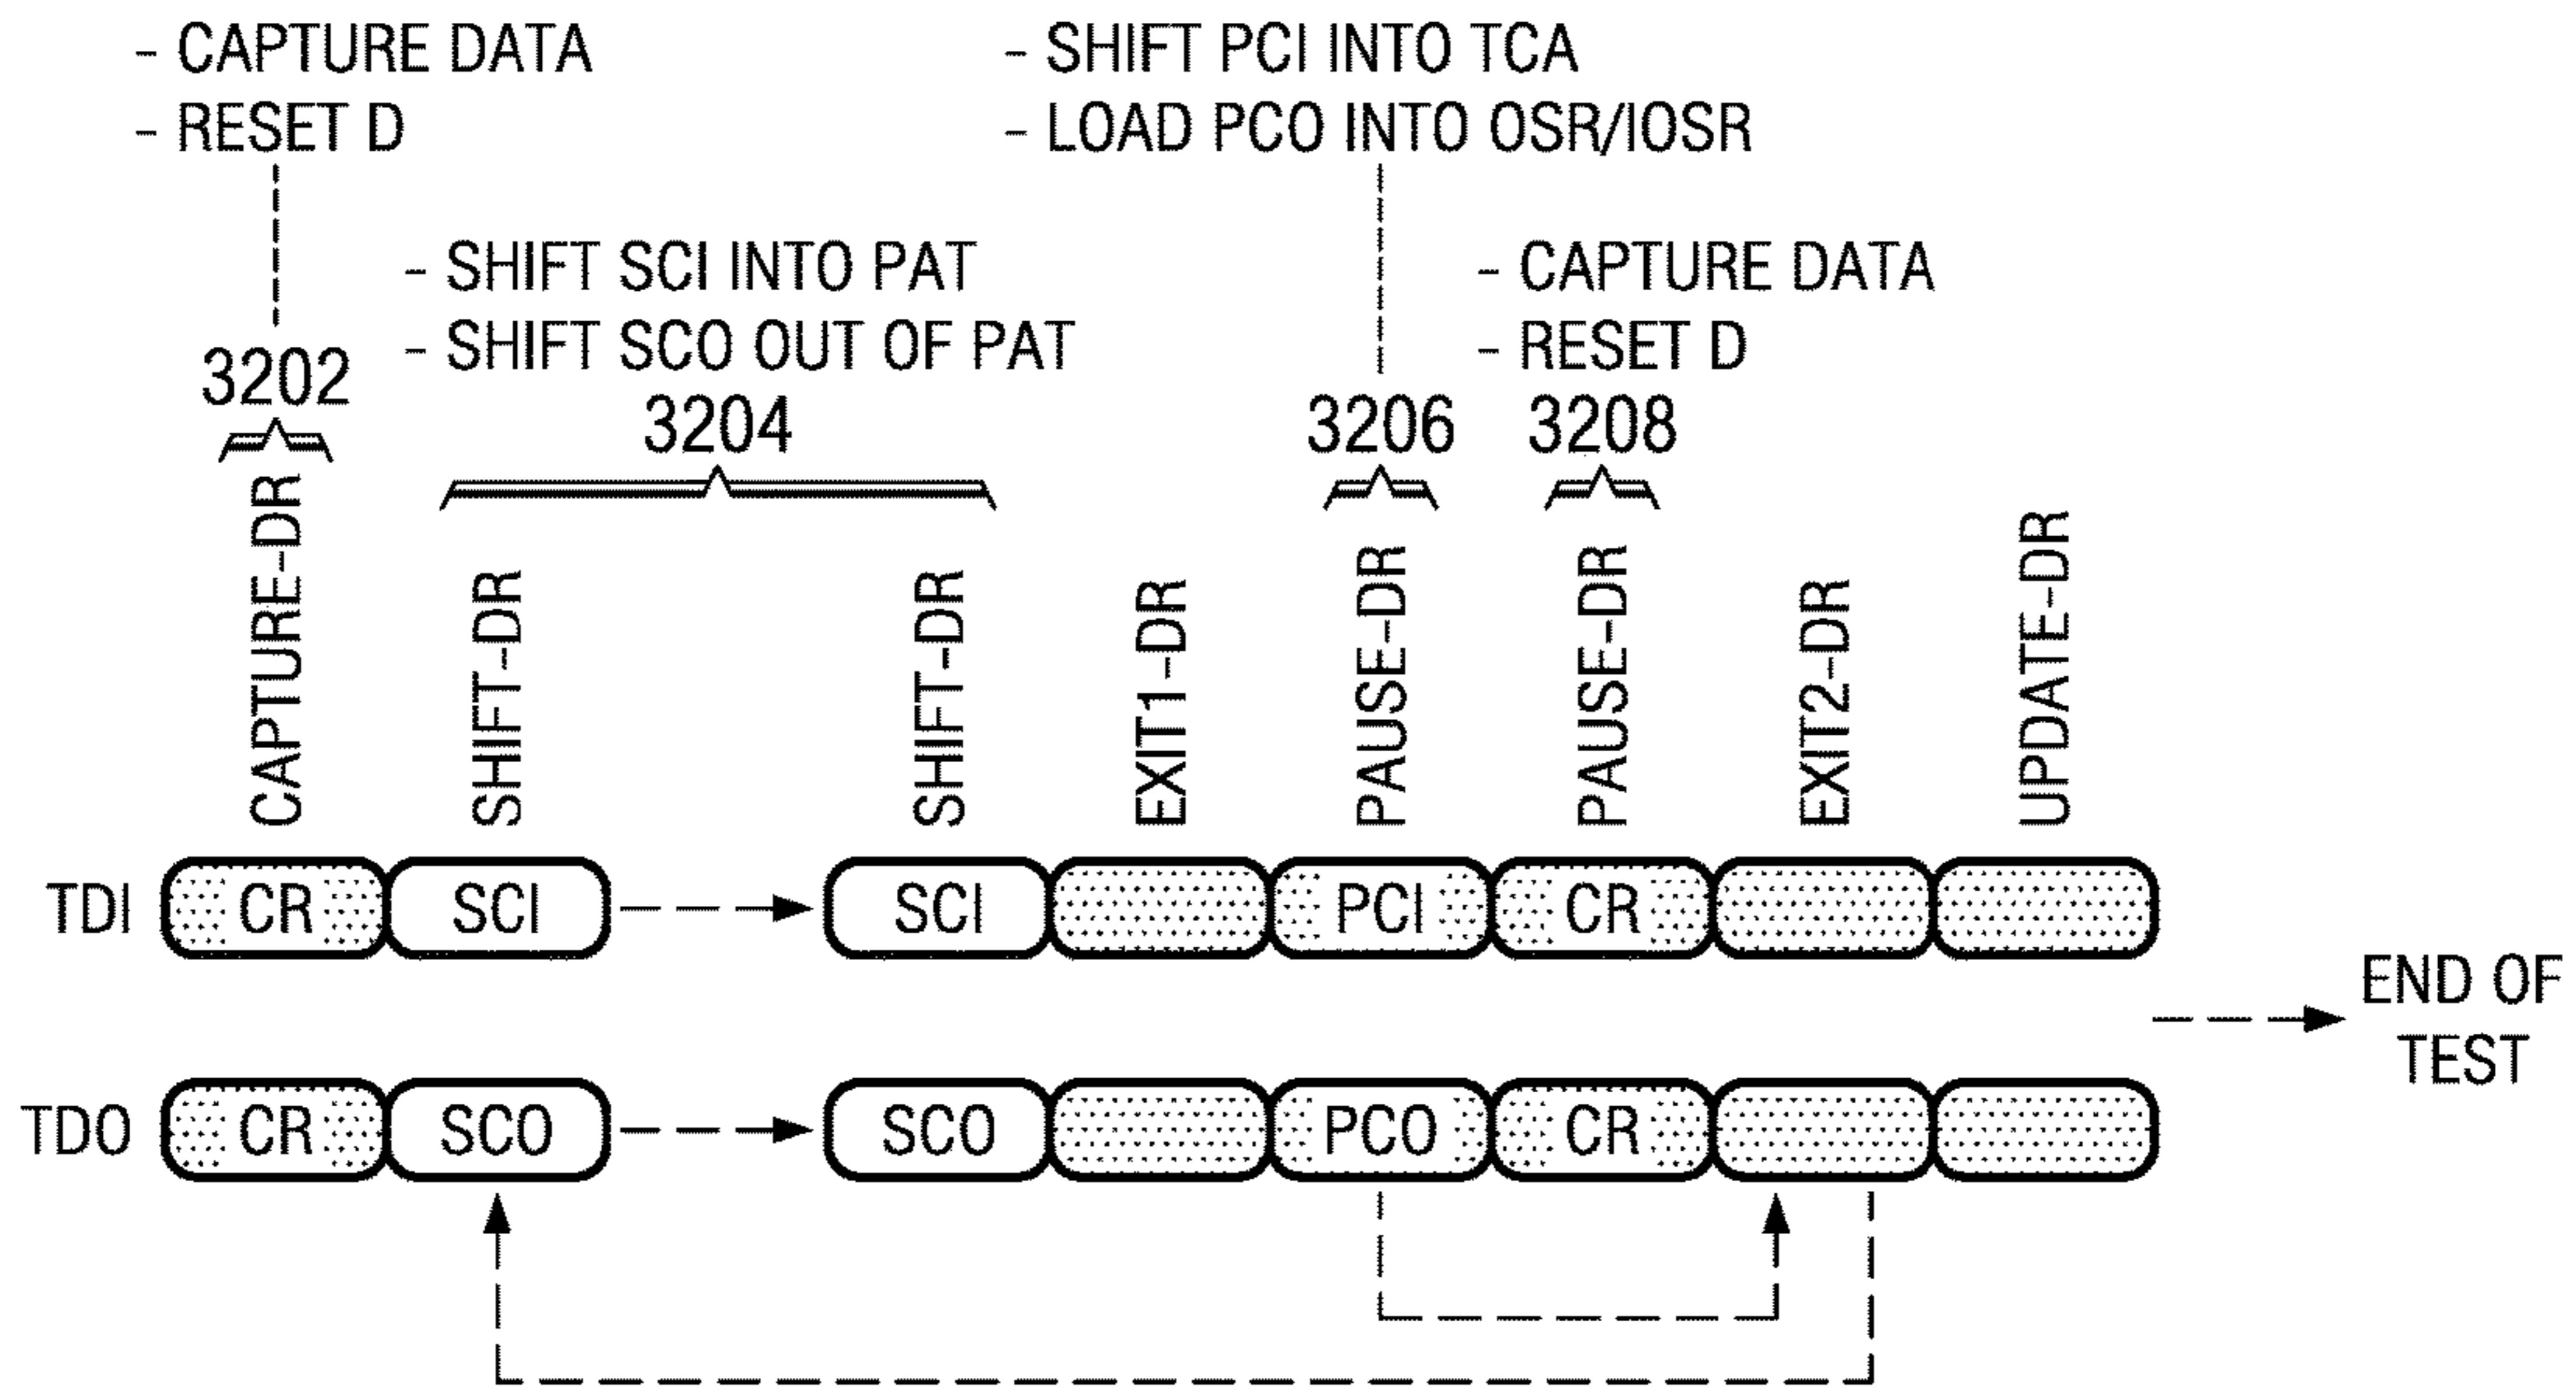 - CAPTURE DATA
- RESET D
- SHIFT PCI INTO TCA
- LOAD PCO INTO OSR/IOSR
- SHIFT SCI INTO PAT
- SHIFT SCO OUT OF PAT
- CAPTURE DATA
- RESET D
3202
3204
3206
3208
CAPTURE-DR
SHIFT-DR
SHIFT-DR
EXIT1-DR
PAUSE-DR
PAUSE-DR
EXIT2-DR
UPDATE-DR
TDI CR SCI SCI PCI CR
END OF
TEST
TDO CR SCO SCO PCO CR